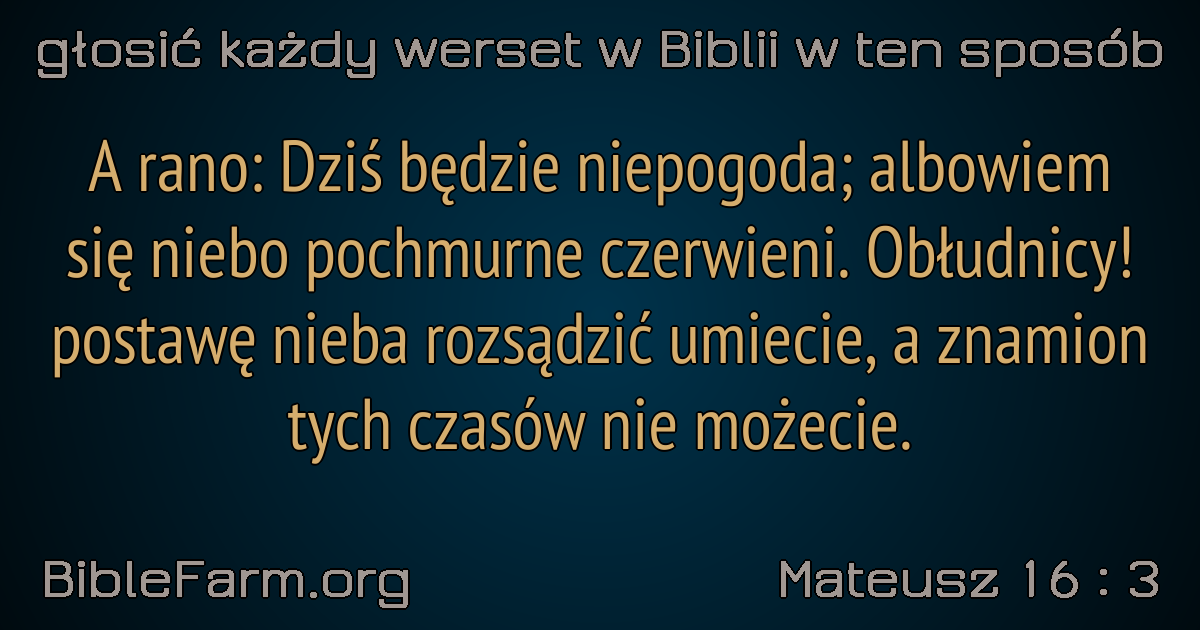 głosić każdy werset w Biblii w ten sposób
A rano: Dziś będzie niepogoda; albowiem
się niebo pochmurne czerwieni. Obłudnicy!
postawę nieba rozsądzić umiecie, a znamion
tych czasów nie możecie.
BibleFarm.org
Mateusz 16 : 3